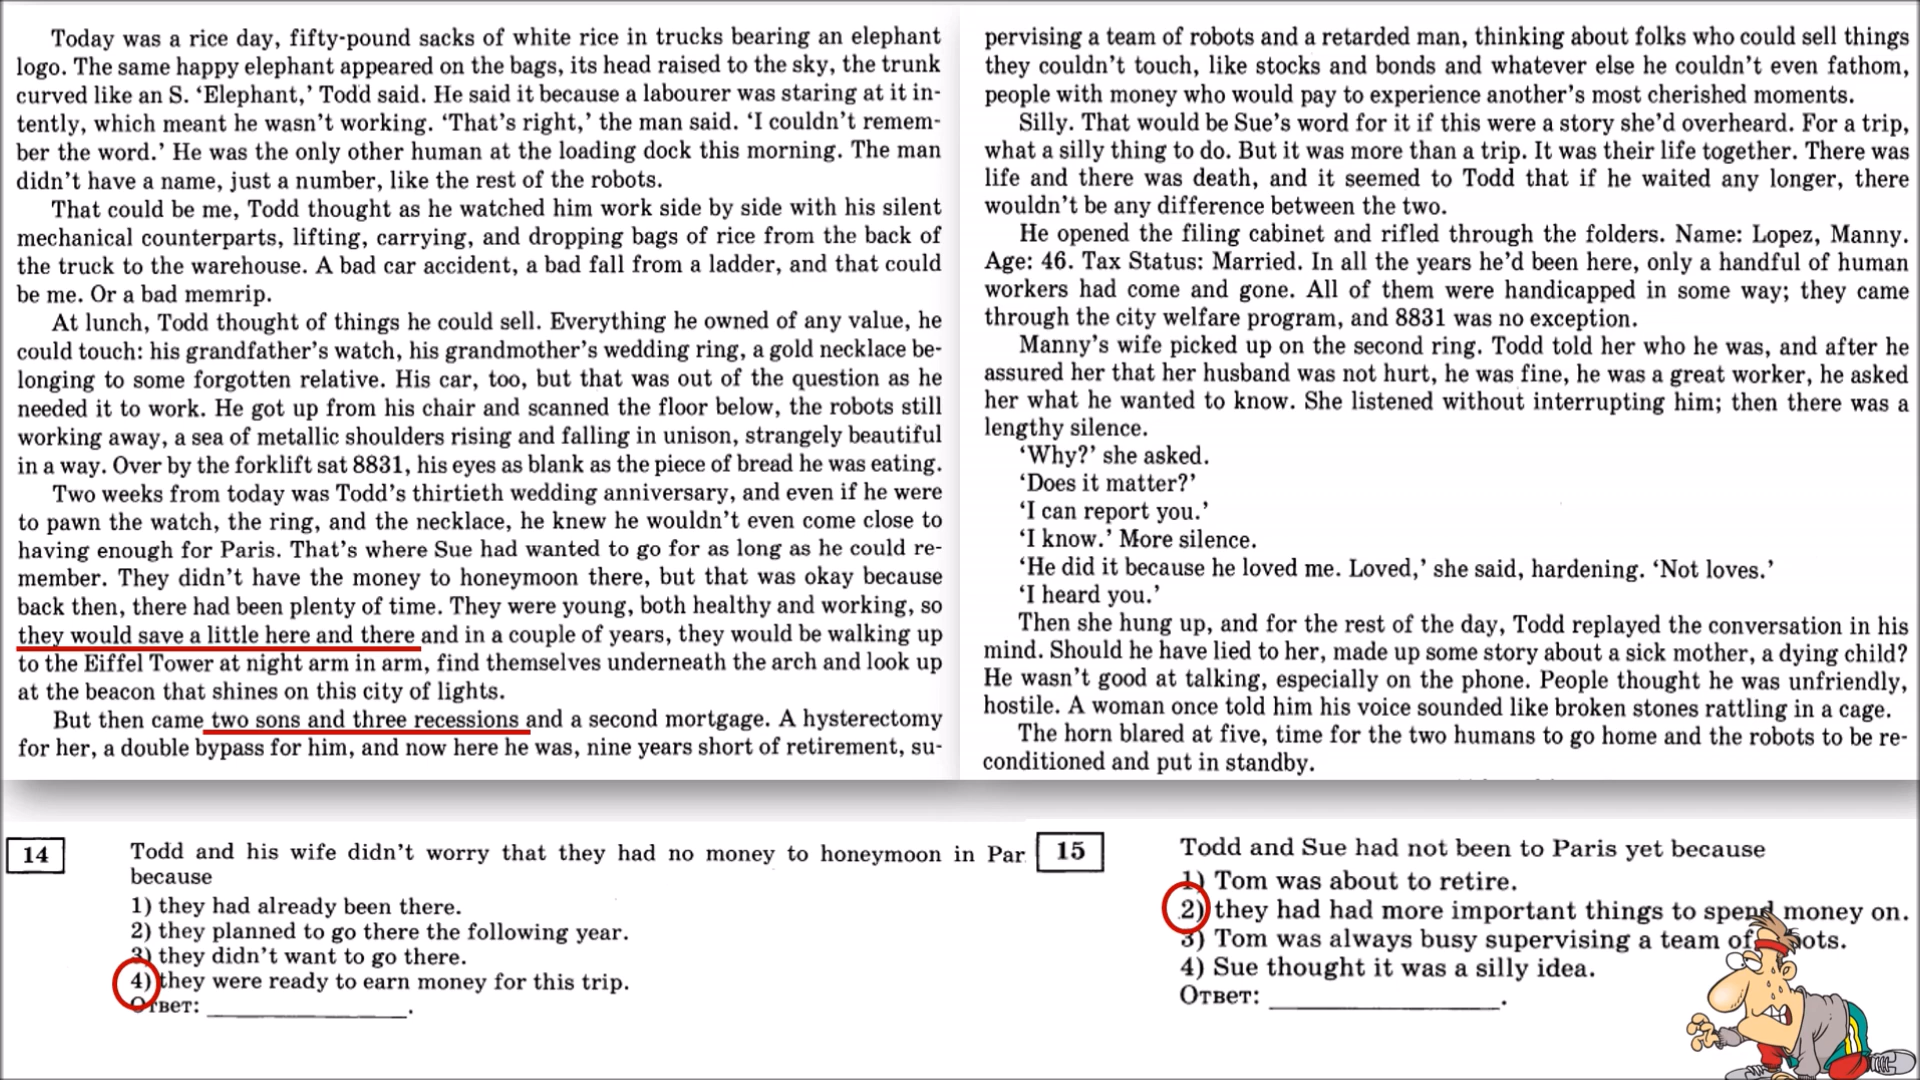 Today was a rice day, fifty-pound sacks of white rice in trucks bearing an elephant
logo. The same happy elephant appeared on the bags, its head raised to the sky, the trunk
curved like an S. ‘Elephant,’ Todd said. He said it because a labourer was staring at it in-
tently, which meant he wasn’t working. ‘That’s right,’ the man said. ‘I couldn’t remem-
ber the word.’ He was the only other human at the loading dock this morning. The man
didn’t have a name, just a number, like the rest of the robots.
That could be me, Todd thought as he watched him work side by side with his silent
mechanical counterparts, lifting, carrying, and dropping bags of rice from the back of
the truck to the warehouse. A bad car accident, a bad fall from a ladder, and that could
be me. Or a bad memrip.
At lunch, Todd thought of things he could sell. Everything he owned of any value, he
could touch: his grandfather’s watch, his grandmother’s wedding ring, a gold necklace be-
longing to some forgotten relative. His car, too, but that was out of the question as he
needed it to work. He got up from his chair and scanned the floor below, the robots still
working away, a sea of metallic shoulders rising and falling in unison, strangely beautiful
in a way. Over by the forklift sat 8831, his eyes as blank as the piece of bread he was eating.
Two weeks from today was Todd’s thirtieth wedding anniversary, and even if he were
to pawn the watch, the ring, and the necklace, he knew he wouldn’t even come close to
having enough for Paris. That’s where Sue had wanted to go for as long as he could re-
member. They didn’t have the money to honeymoon there, but that was okay because
back then, there had been plenty of time. They were young, both healthy and working, so
they would save a little here and there and in a couple of years, they would be walking up
to the Eiffel Tower at night arm in arm, find themselves underneath the arch and look up
at the beacon that shines on this city of lights.
But then came two sons and three recessions and a second mortgage. A hysterectomy
for her, a double bypass for him, and now here he was, nine years short of retirement, su-
pervising a team of robots and a retarded man, thinking about folks who could sell things
they couldn’t touch, like stocks and bonds and whatever else he couldn’t even fathom,
people with money who would pay to experience another’s most cherished moments.
Silly. That would be Sue’s word for it if this were a story she’d overheard. For a trip,
what a silly thing to do. But it was more than a trip. It was their life together. There was
life and there was death, and it seemed to Todd that if he waited any longer, there
wouldn’t be any difference between the two.
He opened the filing cabinet and rifled through the folders. Name: Lopez, Manny.
Age: 46. Tax Status: Married. In all the years he’d been here, only a handful of human
workers had come and gone. All of them were handicapped in some way; they came
through the city welfare program, and 8831 was no exception.
Manny’s wife picked up on the second ring. Todd told her who he was, and after he
assured her that her husband was not hurt, he was fine, he was a great worker, he asked
her what he wanted to know. She listened without interrupting him; then there was a
lengthy silence.
‘Why?’ she asked.
‘Does it matter?’
‘I can report you.’
‘I know.’ More silence.
‘He did it because he loved me. Loved,’ she said, hardening. ‘Not loves.’
‘I heard you.’
Then she hung up, and for the rest of the day, Todd replayed the conversation in his
mind. Should he have lied to her, made up some story about a sick mother, a dying child?
He wasn’t good at talking, especially on the phone. People thought he was unfriendly,
hostile. A woman once told him his voice sounded like broken stones rattling in a cage.
The horn blared at five, time for the two humans to go home and the robots to be re-
conditioned and put in standby.
14
Todd and his wife didn’t worry that they had no money to honeymoon in Par
because
1) they had already been there.
2) they planned to go there the following year.
3) they didn’t want to go there.
4) they were ready to earn money for this trip.
Ответ:
15
Todd and Sue had not been to Paris yet because
1) Tom was about to retire.
2) they had had more important things to spend money on.
3) Tom was always busy supervising a team of robots.
4) Sue thought it was a silly idea.
Ответ: